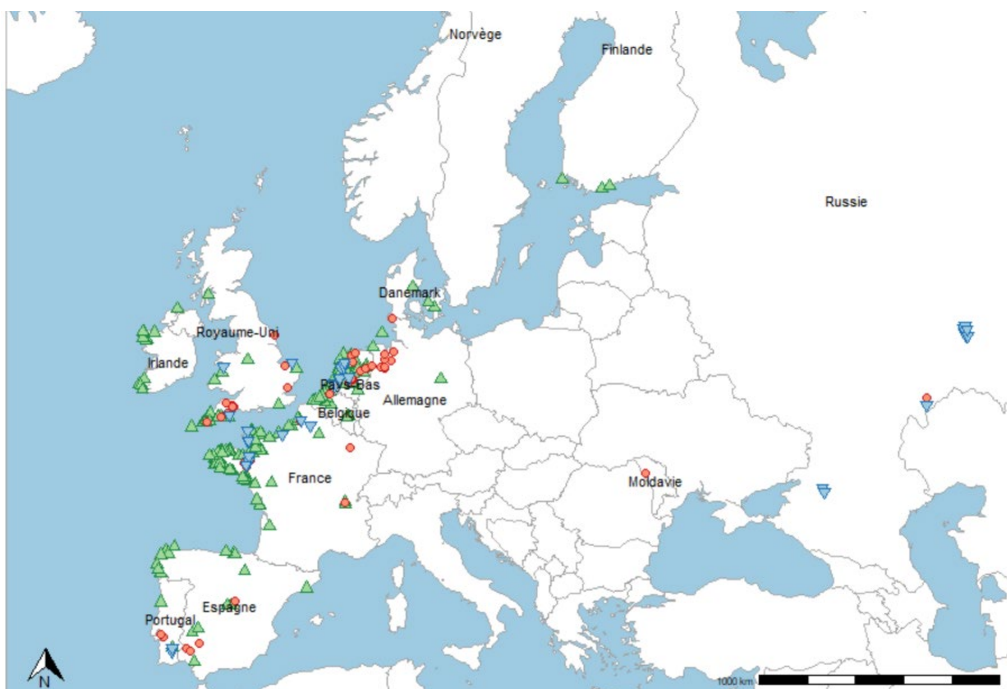 Norvège
Finlande
Russie
Danemark
Royaume-Uni
Irlande
Pays-Bas
Allemagne
Belgique
France
Moldavie
Espagne
Portugal
N
1000 km